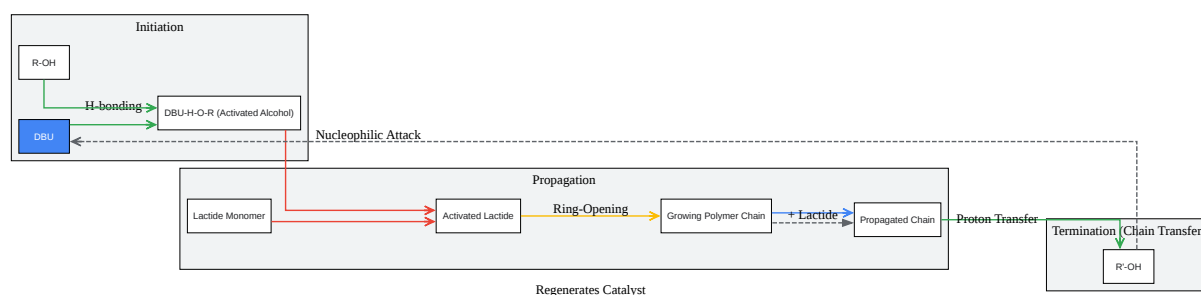 Initiation
R-OH
H-bonding
DBU-H-O-R (Activated Alcohol)
DBU
Nucleophilic Attack
Propagation
Lactide Monomer
Activated Lactide
Ring-Opening
Growing Polymer Chain
+ Lactide
Propagated Chain
Proton Transfer
Termination (Chain Transfer
R'-OH
Regenerates Catalyst